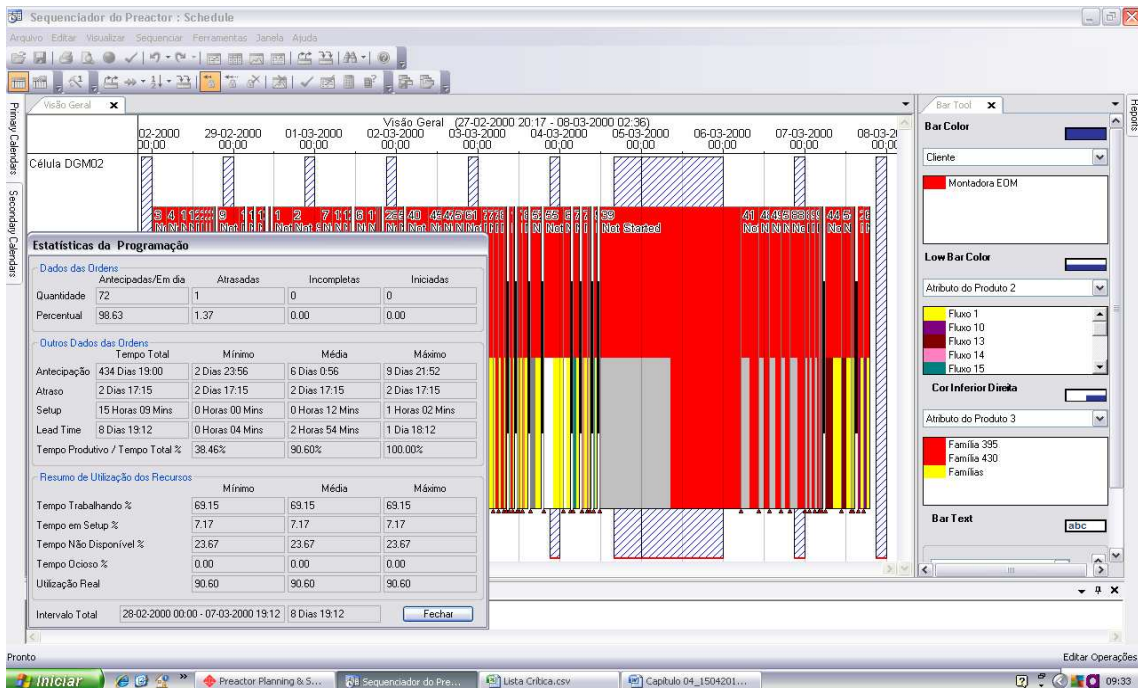 Sequenciador do Preactor : Schedule
Arquivo Editar Visualizar Sequenciar Ferramentas Janela Ajuda
Primary Calendars
Secondary Calendars
Visão Geral
Visão Geral (27-02-2000 20:17 - 08-03-2000 02:36)
02-2000 29-02-2000 01-03-2000 02-03-2000 03-03-2000 04-03-2000 05-03-2000 06-03-2000 07-03-2000 08-03-2
00:00 00:00 00:00 00:00 00:00 00:00 00:00 00:00 00:00 00:0
Célula DGM02
39
Not Started
Estatísticas da Programação
Dados das Ordens
Antecipadas/Em dia Atrasadas Incompletas Iniciadas
Quantidade 72 1 0 0
Percentual 98.63 1.37 0.00 0.00
Outros Dados das Ordens
Tempo Total Mínimo Média Máximo
Antecipação 434 Dias 19:00 2 Dias 23:56 6 Dias 0:56 9 Dias 21:52
Atraso 2 Dias 17:15 2 Dias 17:15 2 Dias 17:15 2 Dias 17:15
Setup 15 Horas 09 Mins 0 Horas 00 Mins 0 Horas 12 Mins 1 Horas 02 Mins
Lead Time 8 Dias 19:12 0 Horas 04 Mins 2 Horas 54 Mins 1 Dia 18:12
Tempo Produtivo / Tempo Total % 38.46% 90.60% 100.00%
Resumo de Utilização dos Recursos
Mínimo Média Máximo
Tempo Trabalhando % 69.15 69.15 69.15
Tempo em Setup % 7.17 7.17 7.17
Tempo Não Disponível % 23.67 23.67 23.67
Tempo Ocioso % 0.00 0.00 0.00
Utilização Real 90.60 90.60 90.60
Intervalo Total 28-02-2000 00:00 - 07-03-2000 19:12 8 Dias 19:12 Fechar
Bar Tool
Bar Color
Cliente
Montadora EOM
Low Bar Color
Atributo do Produto 2
Fluxo 1
Fluxo 10
Fluxo 13
Fluxo 14
Fluxo 15
Cor Inferior Direita
Atributo do Produto 3
Família 395
Família 430
Famílias
Bar Text
abc
Reports
Pronto Editar Operações
Iniciar Preactor Planning & S... Sequenciador do Pre... Lista Crítica.csv Capítulo 04_1504201... 09:33